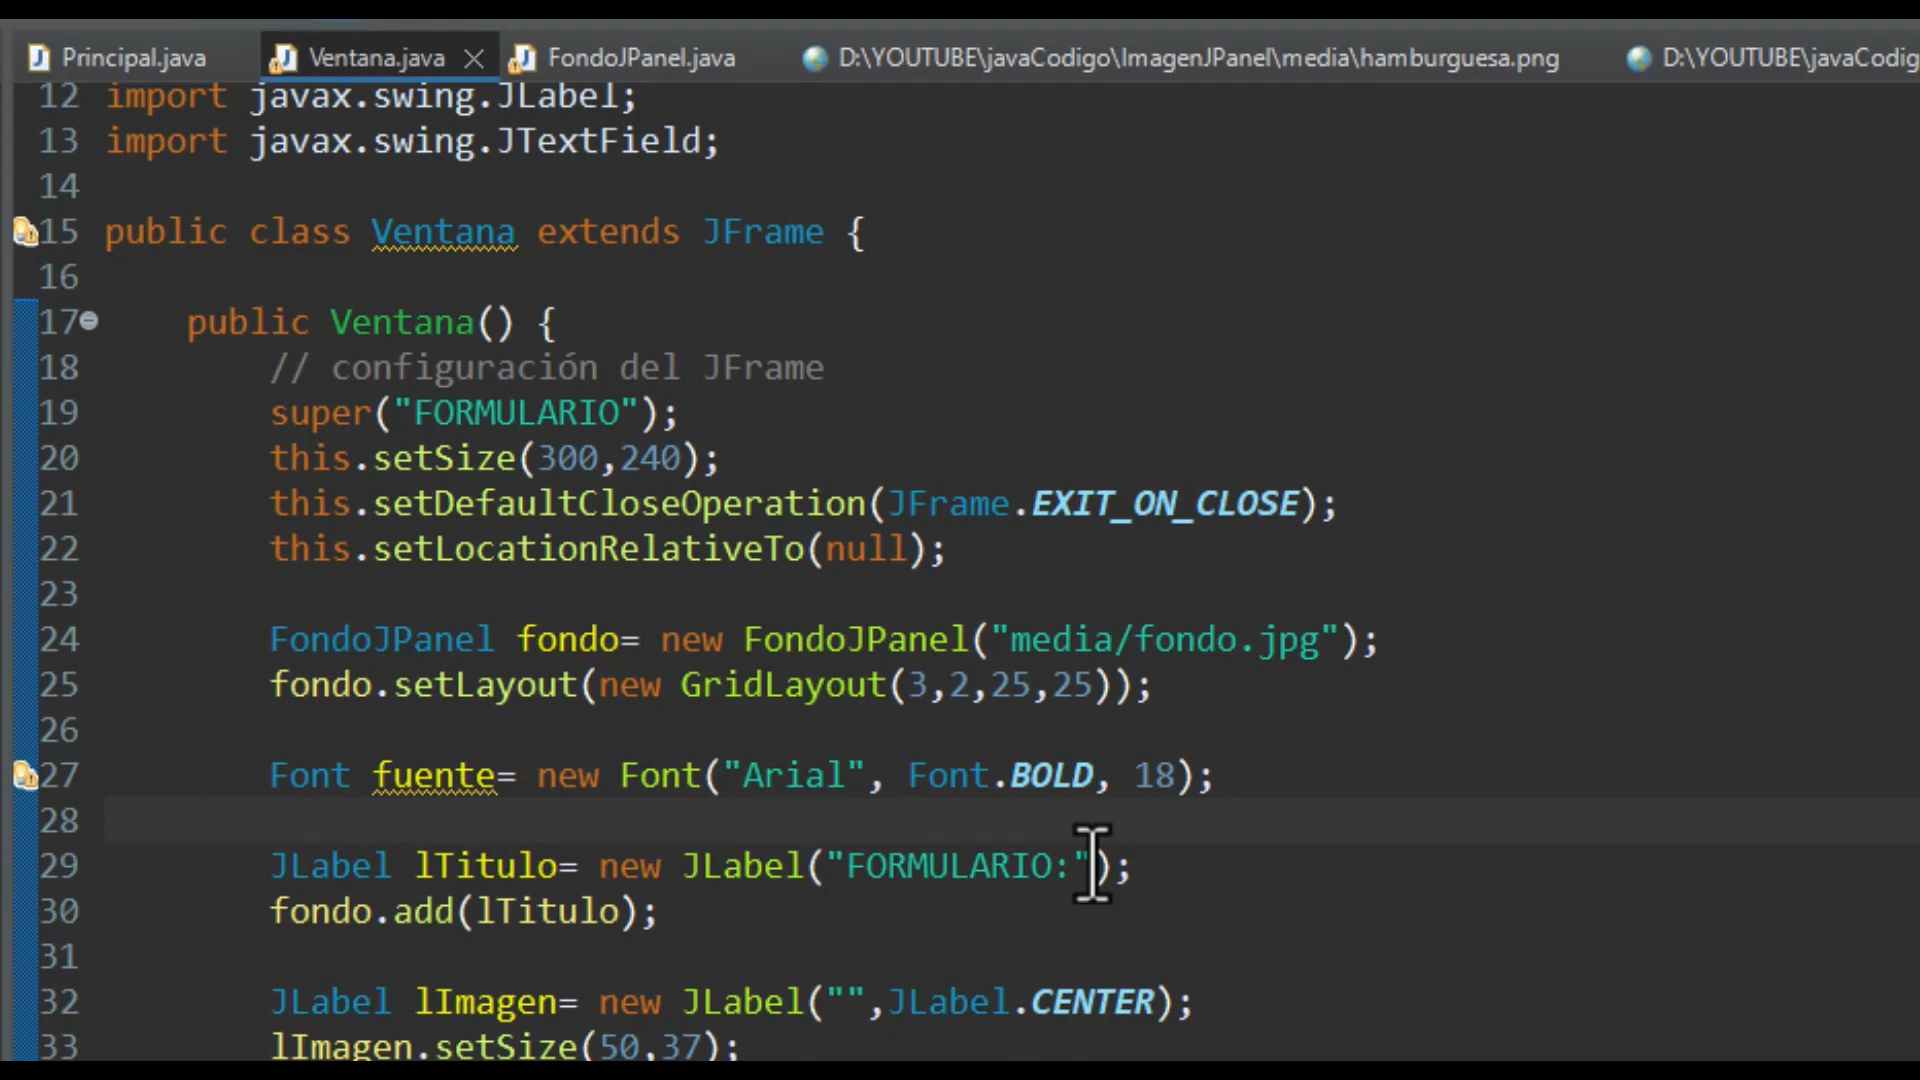 Principal.java Ventana.java FondoJPanel.java D:\YOUTUBE\javaCodigo\ImagenJPanel\media\hamburguesa.png D:\YOUTUBE\javaCodig
12 import javax.swing.JLabel;
13 import javax.swing.JTextField;
14
15 public class Ventana extends JFrame {
16
17 public Ventana() {
18 // configuración del JFrame
19 super("FORMULARIO");
20 this.setSize(300,240);
21 this.setDefaultCloseOperation(JFrame.EXIT_ON_CLOSE);
22 this.setLocationRelativeTo(null);
23
24 FondoJPanel fondo= new FondoJPanel("media/fondo.jpg");
25 fondo.setLayout(new GridLayout(3,2,25,25));
26
27 Font fuente= new Font("Arial", Font.BOLD, 18);
28
29 JLabel lTitulo= new JLabel("FORMULARIO:");
30 fondo.add(lTitulo);
31
32 JLabel lImagen= new JLabel("",JLabel.CENTER);
33 lImagen.setSize(50,37);